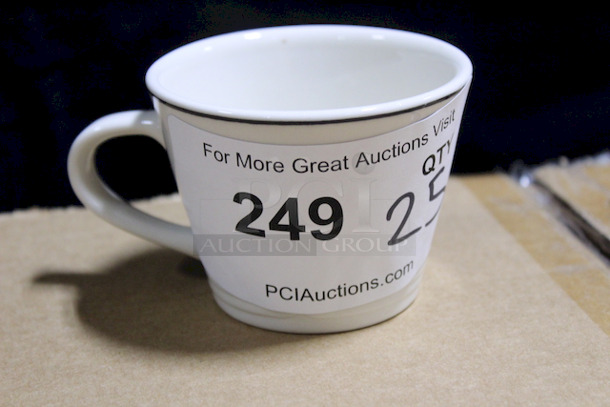 For More Great Auctions Visit
QTY
249 25
PCI
AUCTION GROUP
PCIAuctions.com